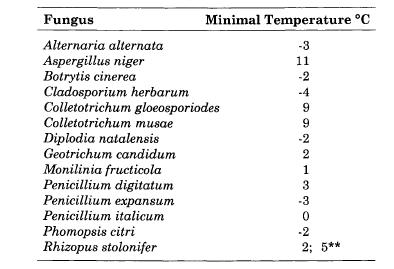 Fungus Minimal Temperature °C
Alternaria alternata -3
Aspergillus niger 11
Botrytis cinerea -2
Cladosporium herbarum -4
Colletotrichum gloeosporiodes 9
Colletotrichum musae 9
Diplodia natalensis -2
Geotrichum candidum 2
Monilinia fructicola 1
Penicillium digitatum 3
Penicillium expansum -3
Penicillium italicum 0
Phomopsis citri -2
Rhizopus stolonifer 2; 5**